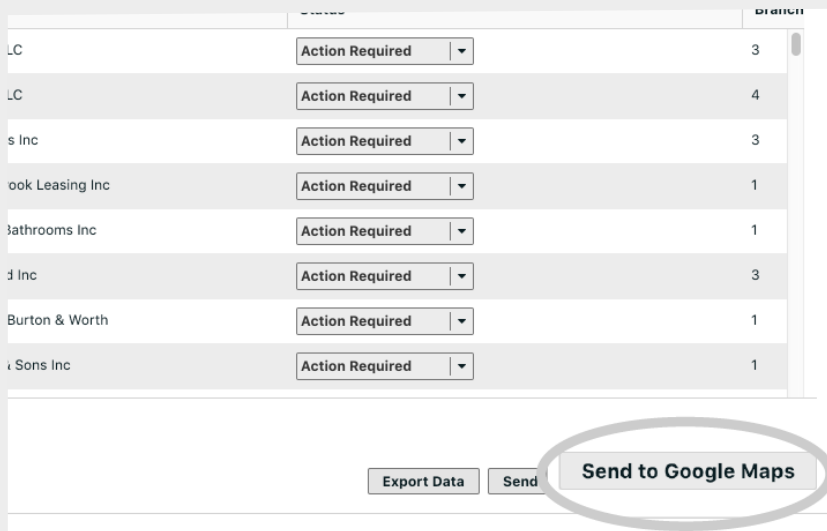 Status Branch
LC Action Required 3
LC Action Required 4
s Inc Action Required 3
rook Leasing Inc Action Required 1
Bathrooms Inc Action Required 1
d Inc Action Required 3
Burton & Worth Action Required 1
& Sons Inc Action Required 1
Export Data Send Send to Google Maps